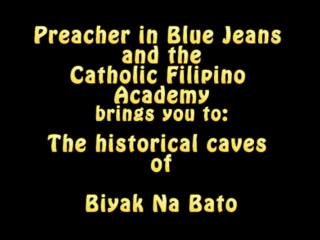 Preacher in Blue Jeans
and the
Catholic Filipino
Academy
brings you to:
The historical caves
of
Biyak Na Bato